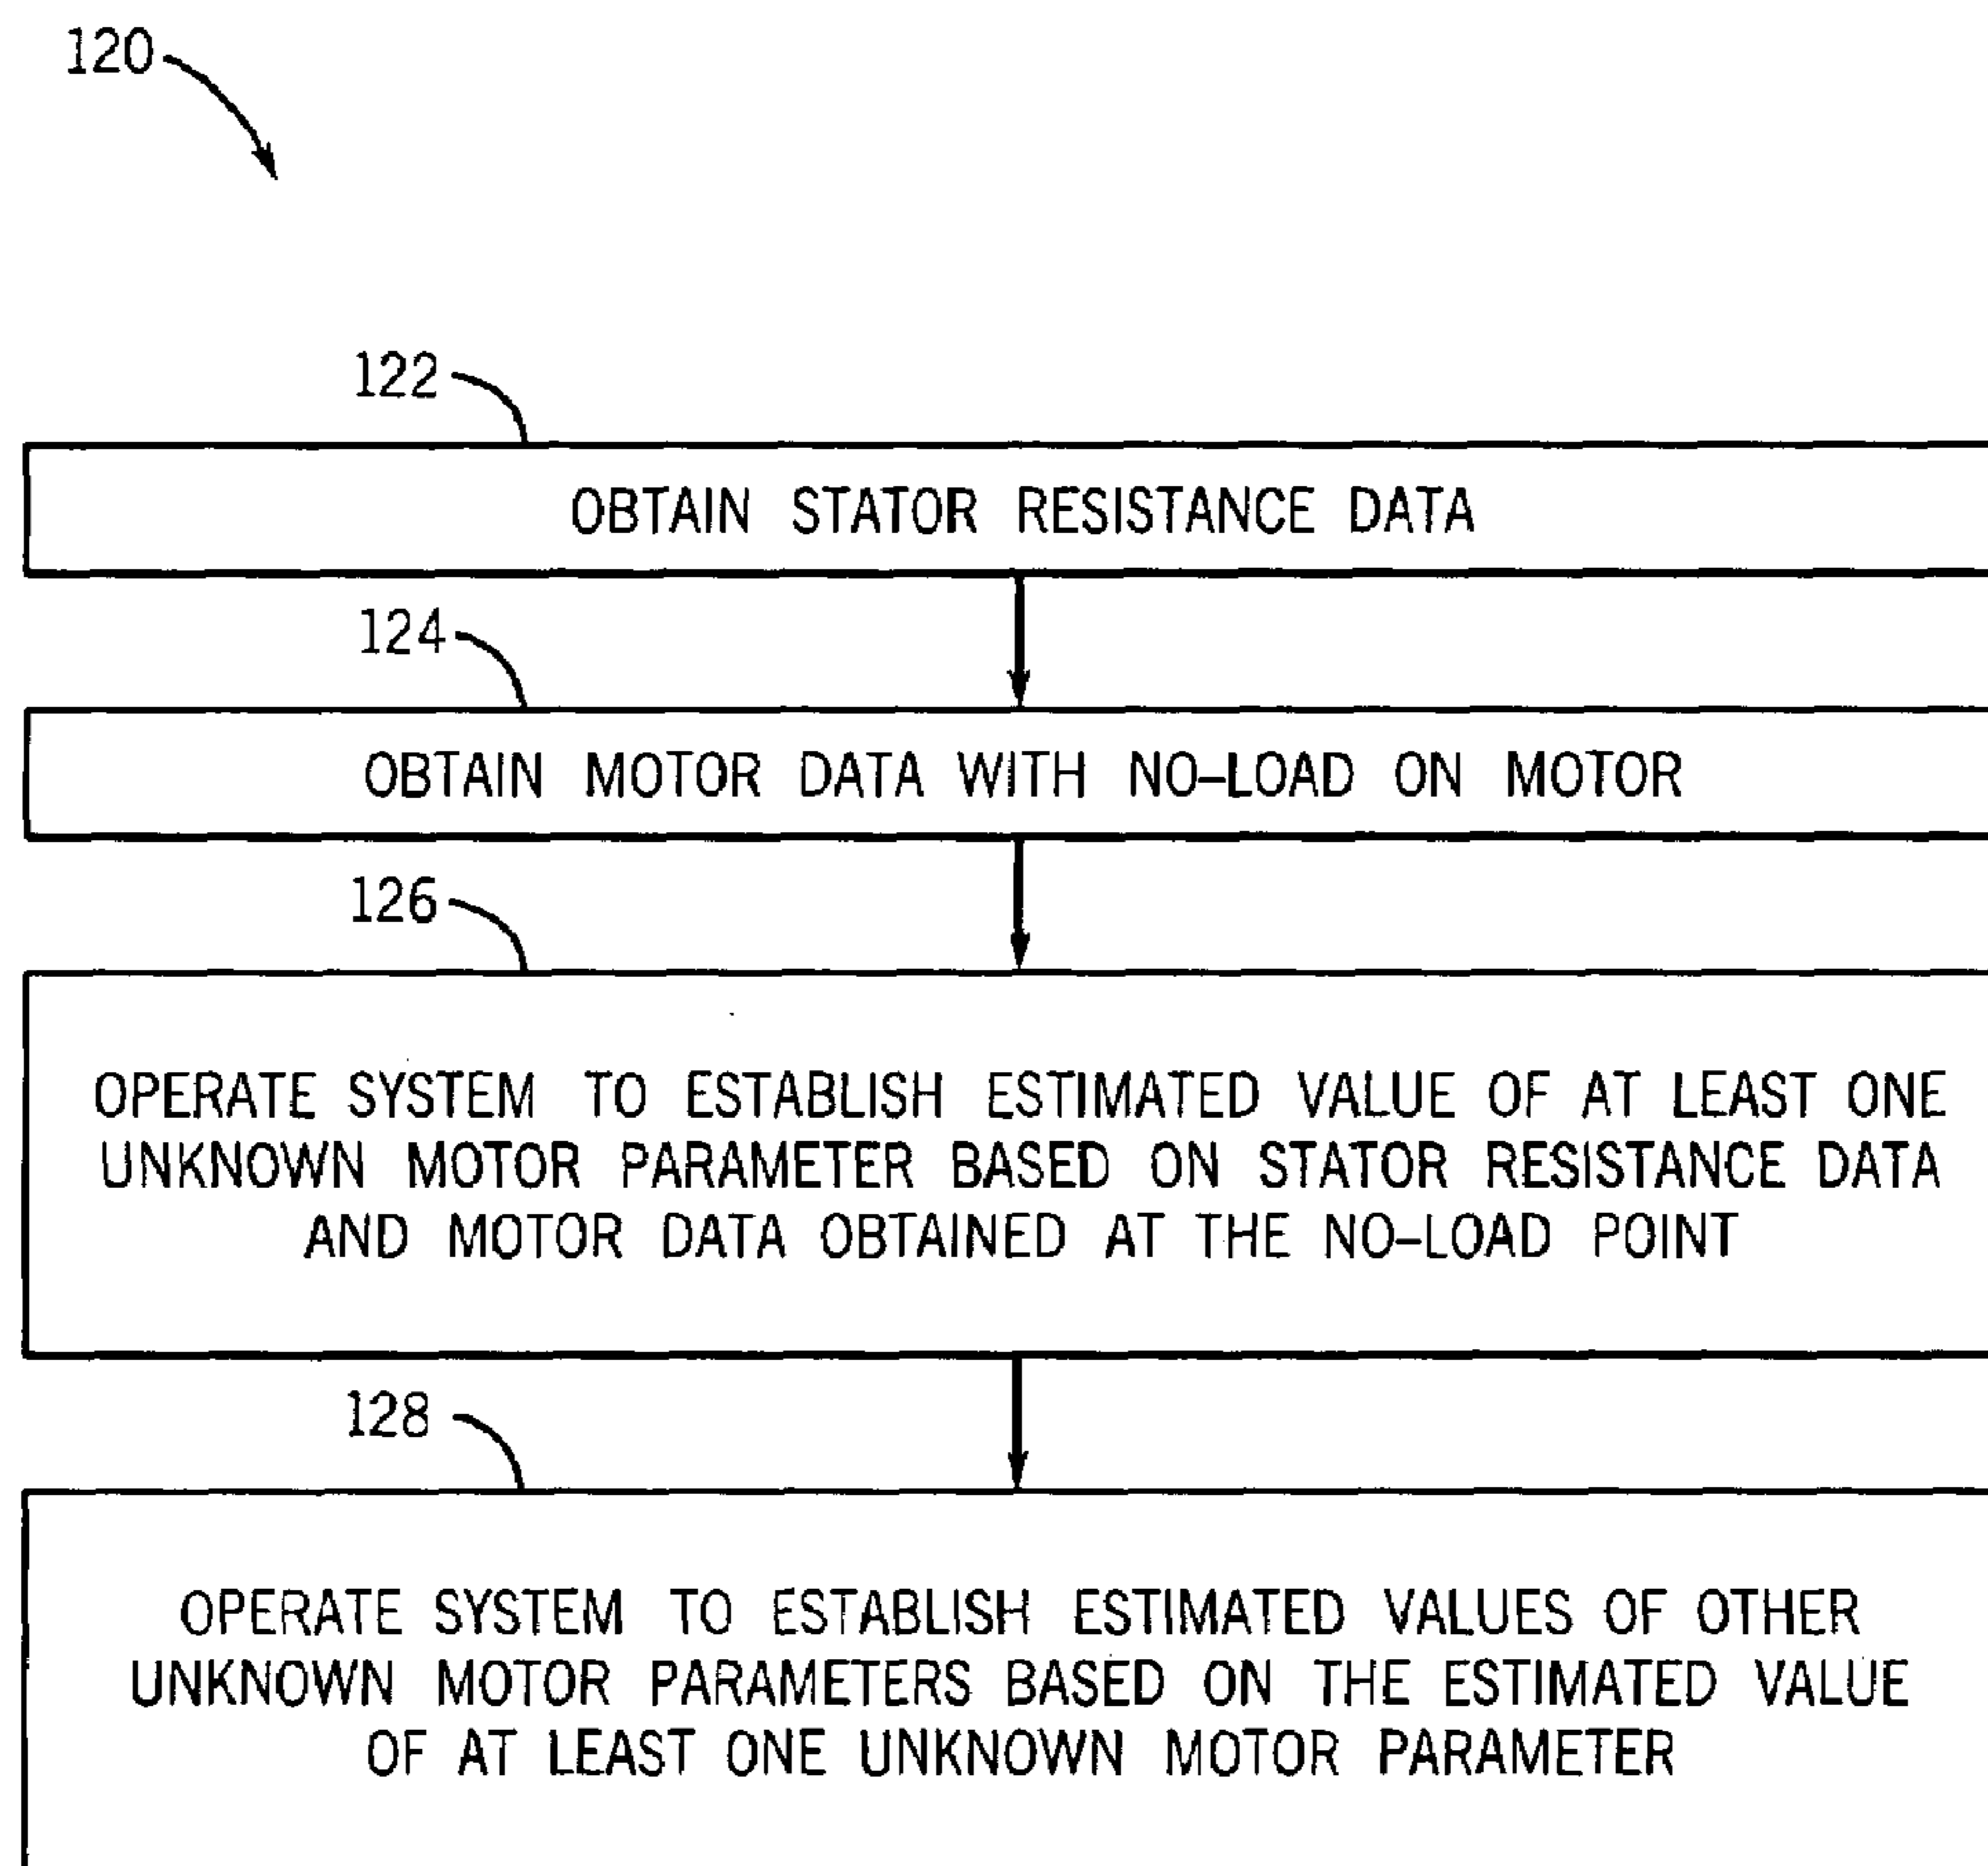 120
122
OBTAIN STATOR RESISTANCE DATA
124
OBTAIN MOTOR DATA WITH NO-LOAD ON MOTOR
126
OPERATE SYSTEM TO ESTABLISH ESTIMATED VALUE OF AT LEAST ONE
UNKNOWN MOTOR PARAMETER BASED ON STATOR RESISTANCE DATA
AND MOTOR DATA OBTAINED AT THE NO-LOAD POINT
128
OPERATE SYSTEM TO ESTABLISH ESTIMATED VALUES OF OTHER
UNKNOWN MOTOR PARAMETERS BASED ON THE ESTIMATED VALUE
OF AT LEAST ONE UNKNOWN MOTOR PARAMETER